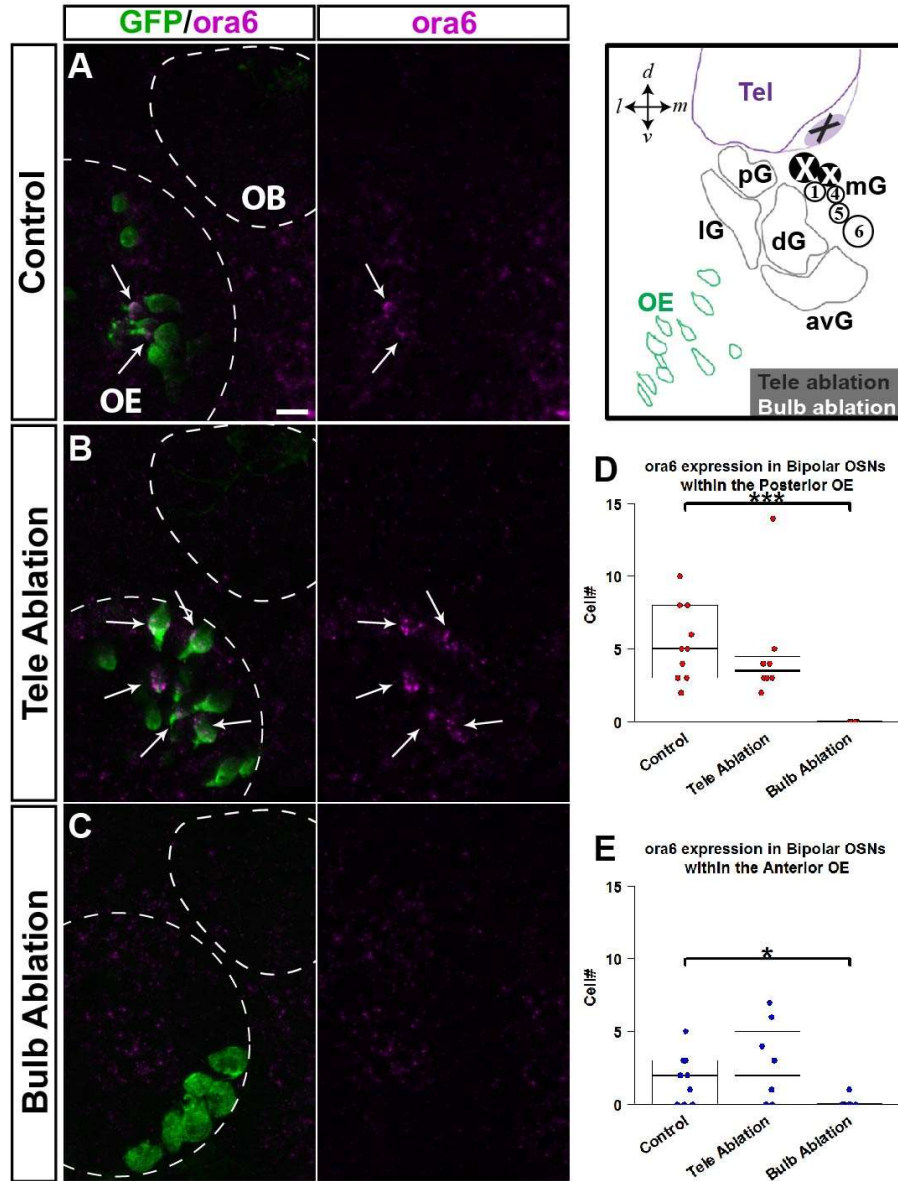 GFP/ora6
ora6
A
OB
OE
Control
B
Tele Ablation
C
Bulb Ablation
d
l
m
v
Tel
X
X
X
pG
1
4
mG
5
6
lG
dG
OE
avG
Tele ablation
Bulb ablation
D
ora6 expression in Bipolar OSNs
within the Posterior OE
***
15
10
5
0
Cell#
Control
Tele Ablation
Bulb Ablation
E
ora6 expression in Bipolar OSNs
within the Anterior OE
*
15
10
5
0
Cell#
Control
Tele Ablation
Bulb Ablation